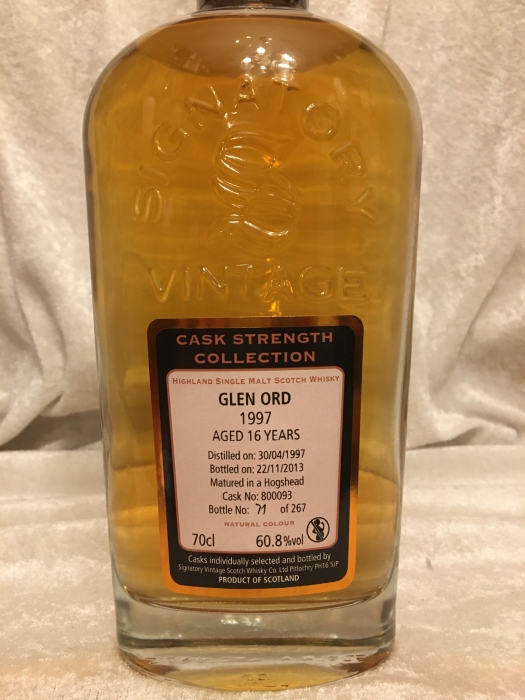 SIGNATORY
VINTAGE
CASK STRENGTH
COLLECTION
HIGHLAND SINGLE MALT SCOTCH WHISKY
GLEN ORD
1997
AGED 16 YEARS
Distilled on: 30/04/1997
Bottled on: 22/11/2013
Matured in a Hogshead
Cask No: 800093
Bottle No: 71 of 267
NATURAL COLOUR
70cl 60.8%vol
Casks individually selected and bottled by
Signatory Vintage Scotch Whisky Co. Ltd Pitlochry PH16 5JP
PRODUCT OF SCOTLAND